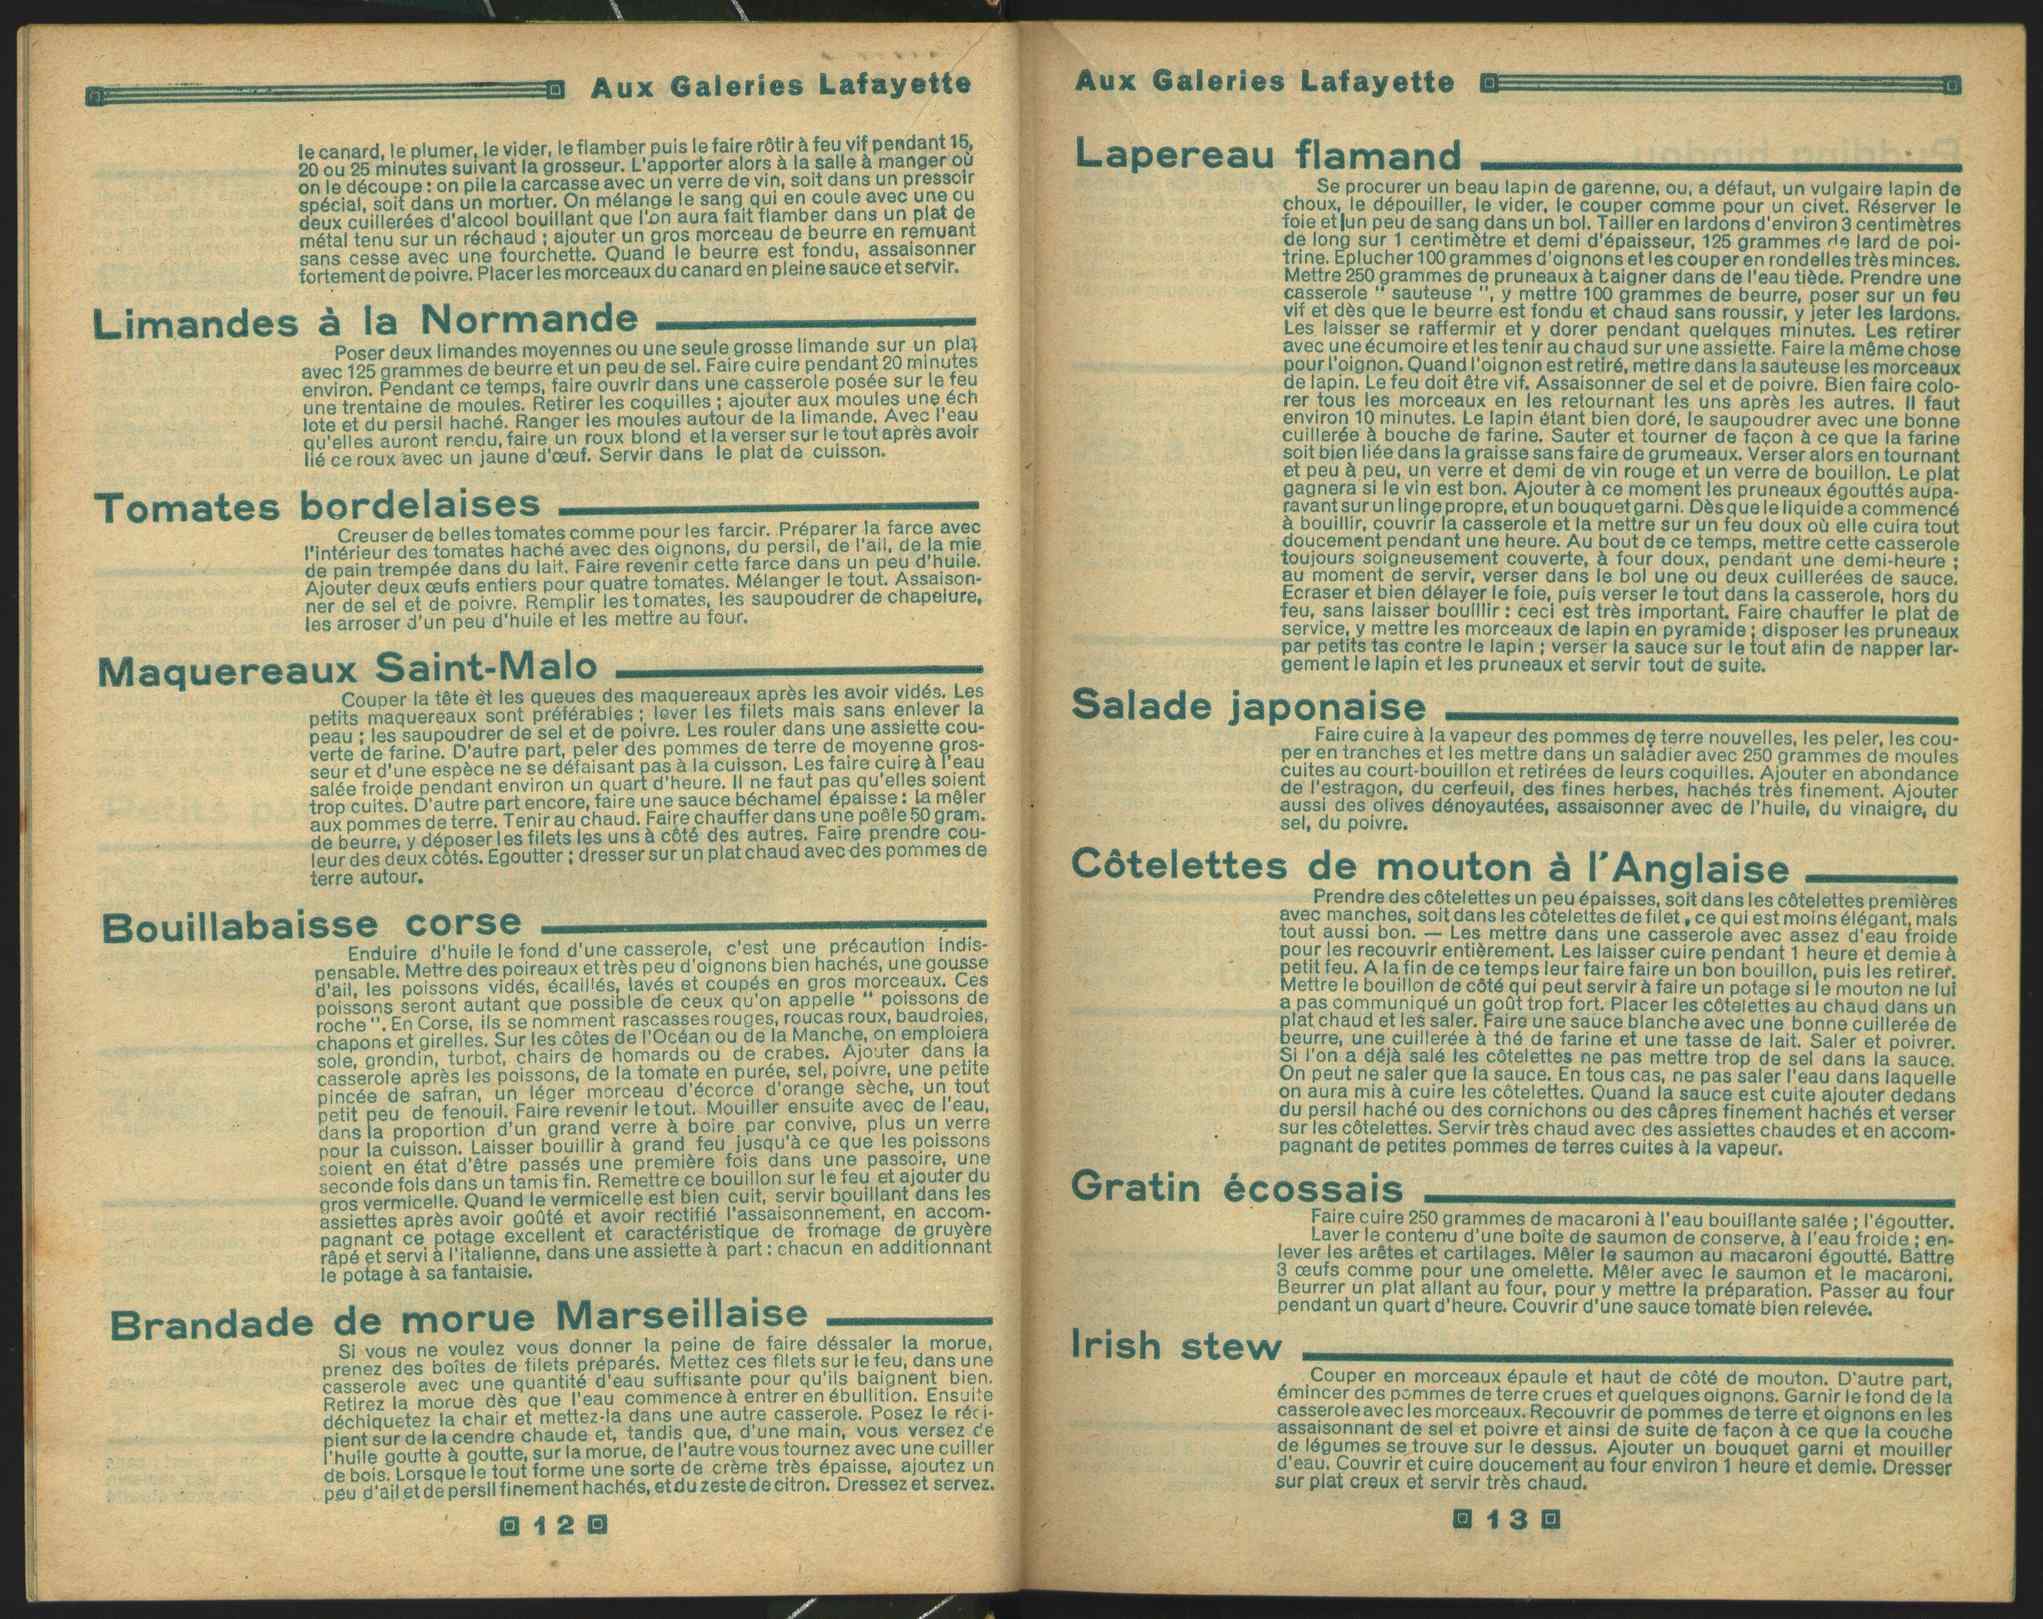 Aux Galeries Lafayette
le canard, le plumer, le vider, le flamber puis le faire rôtir à feu vif pendant 15,
20 ou 25 minutes suivant la grosseur. L'apporter alors à la salle à manger où
on le découpe : on pile la carcasse avec un verre de vin, soit dans un pressoir
spécial, soit dans un mortier. On mélange le sang qui en coule avec une ou
deux cuillerées d'alcool bouillant que l'on aura fait flamber dans un plat de
métal tenu sur un réchaud ; ajouter un gros morceau de beurre en remuant
sans cesse avec une fourchette. Quand le beurre est fondu, assaisonner
fortement de poivre. Placer les morceaux du canard en pleine sauce et servir.
Limandes à la Normande
Poser deux limandes moyennes ou une seule grosse limande sur un plat
avec 125 grammes de beurre et un peu de sel. Faire cuire pendant 20 minutes
environ. Pendant ce temps, faire ouvrir dans une casserole posée sur le feu
une trentaine de moules. Retirer les coquilles ; ajouter aux moules une éch
lote et du persil haché. Ranger les moules autour de la limande. Avec l'eau
qu'elles auront rendu, faire un roux blond et la verser sur le tout après avoir
lié ce roux avec un jaune d'œuf. Servir dans le plat de cuisson.
Tomates bordelaises
Creuser de belles tomates comme pour les farcir. Préparer la farce avec
l'intérieur des tomates haché avec des oignons, du persil, de l'ail, de la mie
de pain trempée dans du lait. Faire revenir cette farce dans un peu d'huile.
Ajouter deux œufs entiers pour quatre tomates. Mélanger le tout. Assaison-
ner de sel et de poivre. Remplir les tomates, les saupoudrer de chapelure,
les arroser d'un peu d'huile et les mettre au four.
Maquereaux Saint-Malo
Couper la tête et les queues des maquereaux après les avoir vidés. Les
petits maquereaux sont préférables ; lever les filets mais sans enlever la
peau ; les saupoudrer de sel et de poivre. Les rouler dans une assiette cou-
verte de farine. D'autre part, peler des pommes de terre de moyenne gros-
seur et d'une espèce ne se défaisant pas à la cuisson. Les faire cuire à l'eau
salée froide pendant environ un quart d'heure. Il ne faut pas qu'elles soient
trop cuites. D'autre part encore, faire une sauce béchamel épaisse : la mêler
aux pommes de terre. Tenir au chaud. Faire chauffer dans une poêle 50 gram.
de beurre, y déposer les filets les uns à côté des autres. Faire prendre cou-
leur des deux côtés. Egoutter ; dresser sur un plat chaud avec des pommes de
terre autour.
Bouillabaisse corse
Enduire d'huile le fond d'une casserole, c'est une précaution indis-
pensable. Mettre des poireaux et très peu d'oignons bien hachés, une gousse
d'ail, les poissons vidés, écaillés, lavés et coupés en gros morceaux. Ces
poissons seront autant que possible de ceux qu'on appelle " poissons de
roche ". En Corse, ils se nomment rascasses rouges, roucas roux, baudroies,
chapons et girelles. Sur les côtes de l'Océan ou de la Manche, on emploiera
sole, grondin, turbot, chairs de homards ou de crabes. Ajouter dans la
casserole après les poissons, de la tomate en purée, sel, poivre, une petite
pincée de safran, un léger morceau d'écorce d'orange sèche, un tout
petit peu de fenouil. Faire revenir le tout. Mouiller ensuite avec de l'eau,
dans la proportion d'un grand verre à boire par convive, plus un verre
pour la cuisson. Laisser bouillir à grand feu jusqu'à ce que les poissons
soient en état d'être passés une première fois dans une passoire, une
seconde fois dans un tamis fin. Remettre ce bouillon sur le feu et ajouter du
gros vermicelle. Quand le vermicelle est bien cuit, servir bouillant dans les
assiettes après avoir goûté et avoir rectifié l'assaisonnement, en accom-
pagnant ce potage excellent et caractéristique de fromage de gruyère
râpé et servi à l'italienne, dans une assiette à part : chacun en additionnant
le potage à sa fantaisie.
Brandade de morue Marseillaise
Si vous ne voulez vous donner la peine de faire déssaler la morue,
prenez des boîtes de filets préparés. Mettez ces filets sur le feu, dans une
casserole avec une quantité d'eau suffisante pour qu'ils baignent bien.
Retirez la morue dès que l'eau commence à entrer en ébullition. Ensuite
déchiquetez la chair et mettez-la dans une autre casserole. Posez le réci-
pient sur de la cendre chaude et, tandis que, d'une main, vous versez de
l'huile goutte à goutte, sur la morue, de l'autre vous tournez avec une cuiller
de bois. Lorsque le tout forme une sorte de crème très épaisse, ajoutez un
peu d'ail et de persil finement hachés, et du zeste de citron. Dressez et servez.
12
Aux Galeries Lafayette
Lapereau flamand
Se procurer un beau lapin de garenne, ou, a défaut, un vulgaire lapin de
choux, le dépouiller, le vider, le couper comme pour un civet. Réserver le
foie et un peu de sang dans un bol. Tailler en lardons d'environ 3 centimètres
de long sur 1 centimètre et demi d'épaisseur, 125 grammes de lard de poi-
trine. Eplucher 100 grammes d'oignons et les couper en rondelles très minces.
Mettre 250 grammes de pruneaux à baigner dans de l'eau tiède. Prendre une
casserole " sauteuse ", y mettre 100 grammes de beurre, poser sur un feu
vif et dès que le beurre est fondu et chaud sans roussir, y jeter les lardons.
Les laisser se raffermir et y dorer pendant quelques minutes. Les retirer
avec une écumoire et les tenir au chaud sur une assiette. Faire la même chose
pour l'oignon. Quand l'oignon est retiré, mettre dans la sauteuse les morceaux
de lapin. Le feu doit être vif. Assaisonner de sel et de poivre. Bien faire colo-
rer tous les morceaux en les retournant les uns après les autres. Il faut
environ 10 minutes. Le lapin étant bien doré, le saupoudrer avec une bonne
cuillerée à bouche de farine. Sauter et tourner de façon à ce que la farine
soit bien liée dans la graisse sans faire de grumeaux. Verser alors en tournant
et peu à peu, un verre et demi de vin rouge et un verre de bouillon. Le plat
gagnera si le vin est bon. Ajouter à ce moment les pruneaux égouttés aupa-
ravant sur un linge propre, et un bouquet garni. Dès que le liquide a commencé
à bouillir, couvrir la casserole et la mettre sur un feu doux où elle cuira tout
doucement pendant une heure. Au bout de ce temps, mettre cette casserole
toujours soigneusement couverte, à four doux, pendant une demi-heure ;
au moment de servir, verser dans le bol une ou deux cuillerées de sauce.
Ecraser et bien délayer le foie, puis verser le tout dans la casserole, hors du
feu, sans laisser bouillir : ceci est très important. Faire chauffer le plat de
service, y mettre les morceaux de lapin en pyramide ; disposer les pruneaux
par petits tas contre le lapin ; verser la sauce sur le tout afin de napper lar-
gement le lapin et les pruneaux et servir tout de suite.
Salade japonaise
Faire cuire à la vapeur des pommes de terre nouvelles, les peler, les cou-
per en tranches et les mettre dans un saladier avec 250 grammes de moules
cuites au court-bouillon et retirées de leurs coquilles. Ajouter en abondance
de l'estragon, du cerfeuil, des fines herbes, hachés très finement. Ajouter
aussi des olives dénoyautées, assaisonner avec de l'huile, du vinaigre, du
sel, du poivre.
Côtelettes de mouton à l'Anglaise
Prendre des côtelettes un peu épaisses, soit dans les côtelettes premières
avec manches, soit dans les côtelettes de filet, ce qui est moins élégant, mais
tout aussi bon. — Les mettre dans une casserole avec assez d'eau froide
pour les recouvrir entièrement. Les laisser cuire pendant 1 heure et demie à
petit feu. A la fin de ce temps leur faire faire un bon bouillon, puis les retirer.
Mettre le bouillon de côté qui peut servir à faire un potage si le mouton ne lui
a pas communiqué un goût trop fort. Placer les côtelettes au chaud dans un
plat chaud et les saler. Faire une sauce blanche avec une bonne cuillerée de
beurre, une cuillerée à thé de farine et une tasse de lait. Saler et poivrer.
Si l'on a déjà salé les côtelettes ne pas mettre trop de sel dans la sauce.
On peut ne saler que la sauce. En tous cas, ne pas saler l'eau dans laquelle
on aura mis à cuire les côtelettes. Quand la sauce est cuite ajouter dedans
du persil haché ou des cornichons ou des câpres finement hachés et verser
sur les côtelettes. Servir très chaud avec des assiettes chaudes et en accom-
pagnant de petites pommes de terres cuites à la vapeur.
Gratin écossais
Faire cuire 250 grammes de macaroni à l'eau bouillante salée ; l'égoutter.
Laver le contenu d'une boîte de saumon de conserve, à l'eau froide ; en-
lever les arêtes et cartilages. Mêler le saumon au macaroni égoutté. Battre
3 œufs comme pour une omelette. Mêler avec le saumon et le macaroni.
Beurrer un plat allant au four, pour y mettre la préparation. Passer au four
pendant un quart d'heure. Couvrir d'une sauce tomate bien relevée.
Irish stew
Couper en morceaux épaule et haut de côté de mouton. D'autre part,
émincer des pommes de terre crues et quelques oignons. Garnir le fond de la
casserole avec les morceaux. Recouvrir de pommes de terre et oignons en les
assaisonnant de sel et poivre et ainsi de suite de façon à ce que la couche
de légumes se trouve sur le dessus. Ajouter un bouquet garni et mouiller
d'eau. Couvrir et cuire doucement au four environ 1 heure et demie. Dresser
sur plat creux et servir très chaud.
13